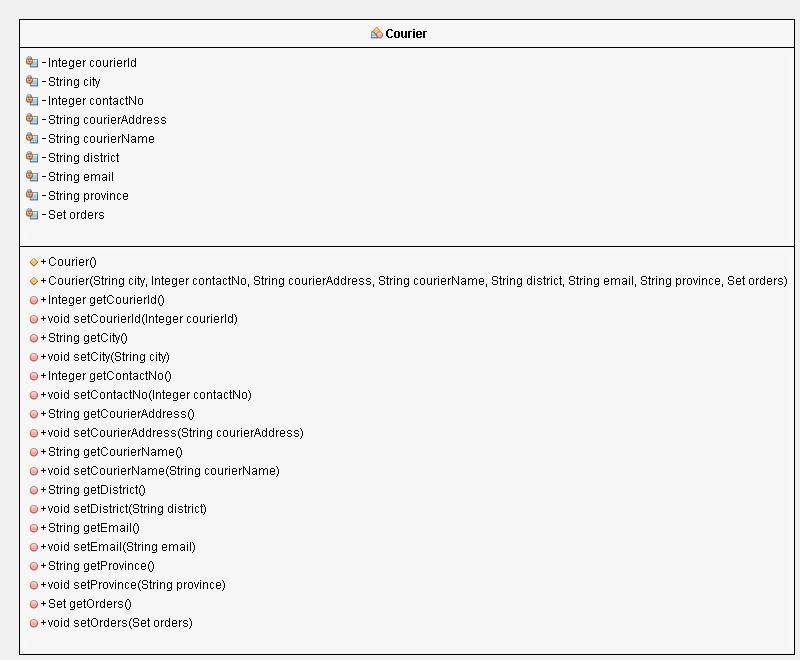 Courier
-Integer courierId
-String city
-Integer contactNo
-String courierAddress
-String courierName
-String district
-String email
-String province
-Set orders
+Courier()
+Courier(String city, Integer contactNo, String courierAddress, String courierName, String district, String email, String province, Set orders)
+Integer getCourierId()
+void setCourierId(Integer courierId)
+String getCity()
+void setCity(String city)
+Integer getContactNo()
+void setContactNo(Integer contactNo)
+String getCourierAddress()
+void setCourierAddress(String courierAddress)
+String getCourierName()
+void setCourierName(String courierName)
+String getDistrict()
+void setDistrict(String district)
+String getEmail()
+void setEmail(String email)
+String getProvince()
+void setProvince(String province)
+Set getOrders()
+void setOrders(Set orders)